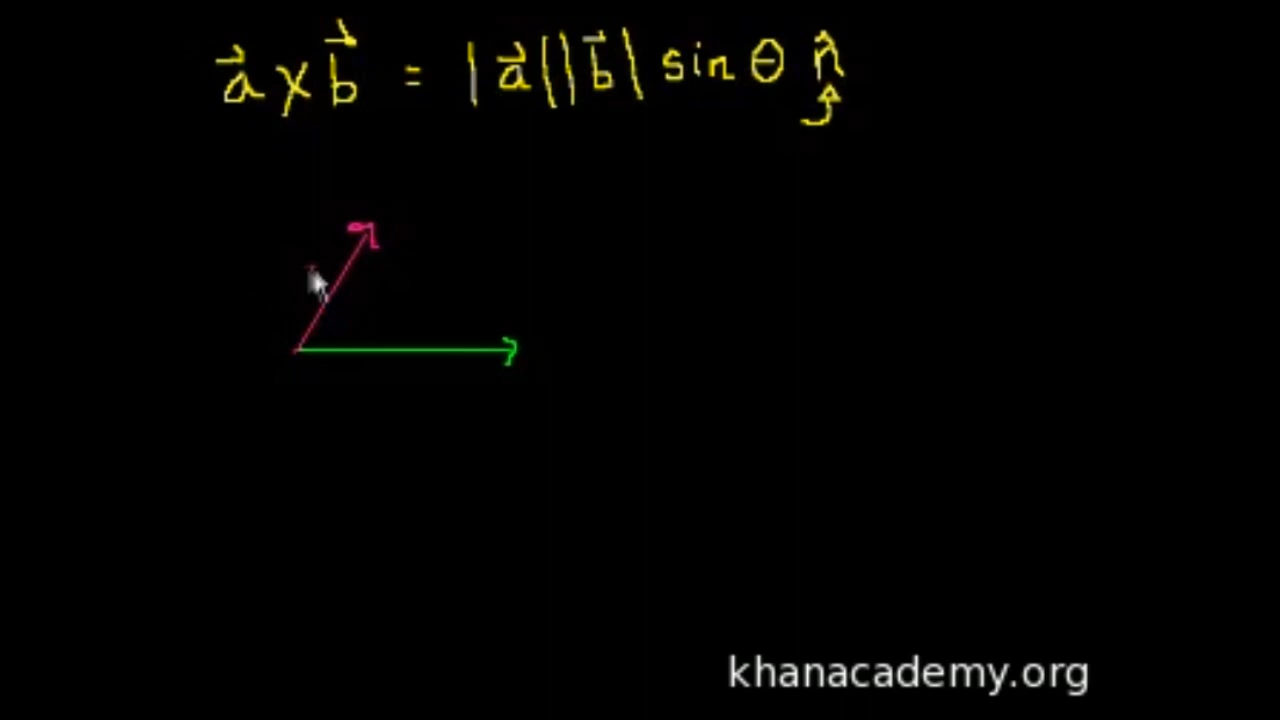 a⃗ × b⃗ = |a⃗||b⃗| sin θ n̂
khanacademy.org